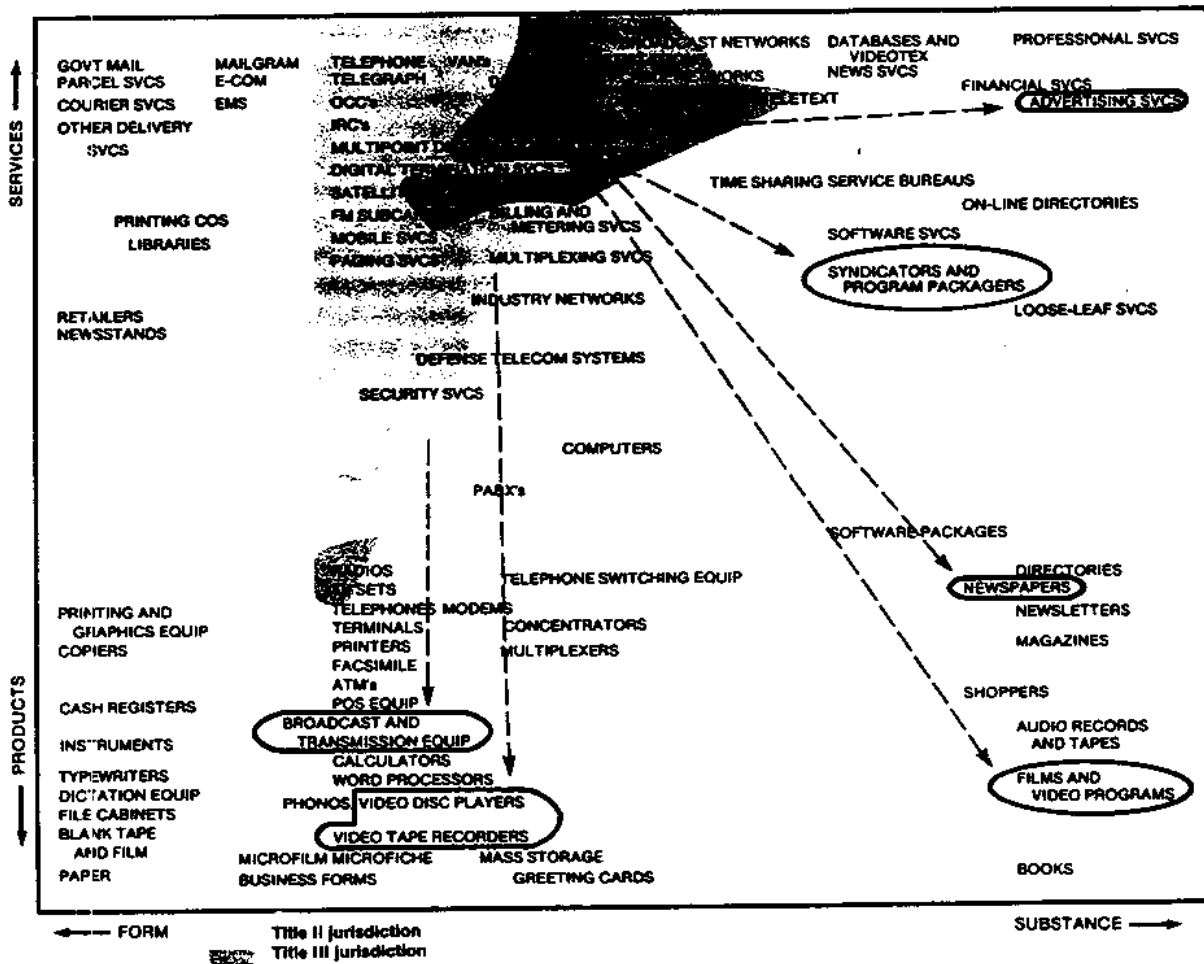 SERVICES
GOVT MAIL
PARCEL SVCS
COURIER SVCS
OTHER DELIVERY
SVCS
MAILGRAM
E-COM
EMS
TELEPHONE VANs
TELEGRAPH
OCC's
IRC's
MULTIPOINT
DIGITAL TERMINATION SVCS
FM
MOBILE SVCS
PAGING SVCS
BILLING AND
METERING SVCS
MULTIPLEXING SVCS
INDUSTRY NETWORKS
DEFENSE TELECOM SYSTEMS
SECURITY SVCS
NETWORKS
DATABASES AND
VIDEOTEX
NEWS SVCS
PROFESSIONAL SVCS
FINANCIAL SVCS
ADVERTISING SVCS
TIME SHARING SERVICE BUREAUS
ON-LINE DIRECTORIES
SOFTWARE SVCS
SYNDICATORS AND
PROGRAM PACKAGERS
LOOSE-LEAF SVCS
PRINTING COS
LIBRARIES
RETAILERS
NEWSSTANDS
COMPUTERS
PABX's
SOFTWARE PACKAGES
TELEPHONE SWITCHING EQUIP
TELEPHONES MODEMS
TERMINALS
PRINTERS
FACSIMILE
ATM's
POS EQUIP
BROADCAST AND
TRANSMISSION EQUIP
CALCULATORS
WORD PROCESSORS
PHONOS VIDEO DISC PLAYERS
VIDEO TAPE RECORDERS
CONCENTRATORS
MULTIPLEXERS
DIRECTORIES
NEWSPAPERS
NEWSLETTERS
MAGAZINES
SHOPPERS
AUDIO RECORDS
AND TAPES
FILMS AND
VIDEO PROGRAMS
BOOKS
PRODUCTS
PRINTING AND
GRAPHICS EQUIP
COPIERS
CASH REGISTERS
INSTRUMENTS
TYPEWRITERS
DICTATION EQUIP
FILE CABINETS
BLANK TAPE
AND FILM
PAPER
MICROFILM MICROFICHE
BUSINESS FORMS
MASS STORAGE
GREETING CARDS
FORM
SUBSTANCE
Title II jurisdiction
Title III jurisdiction